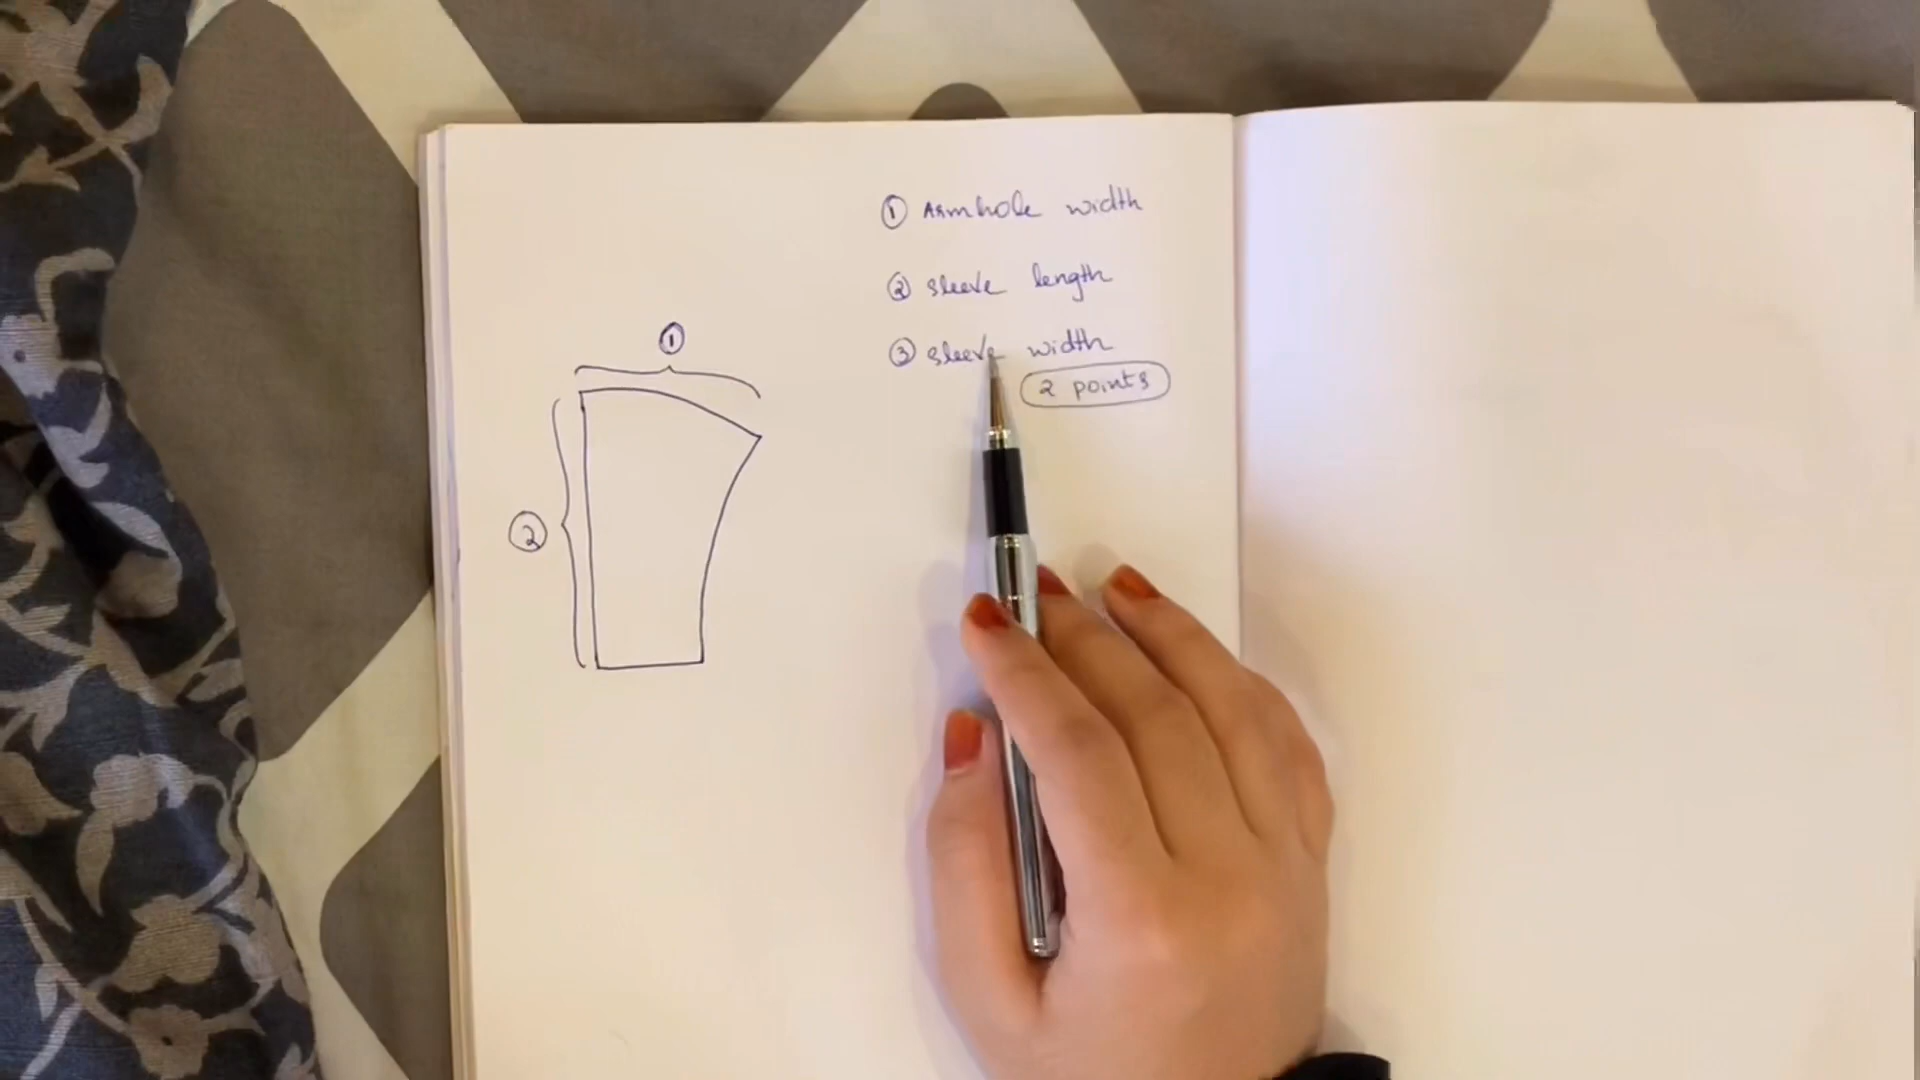 ① Armhole width
② sleeve length
③ sleeve width
2 points
①
②